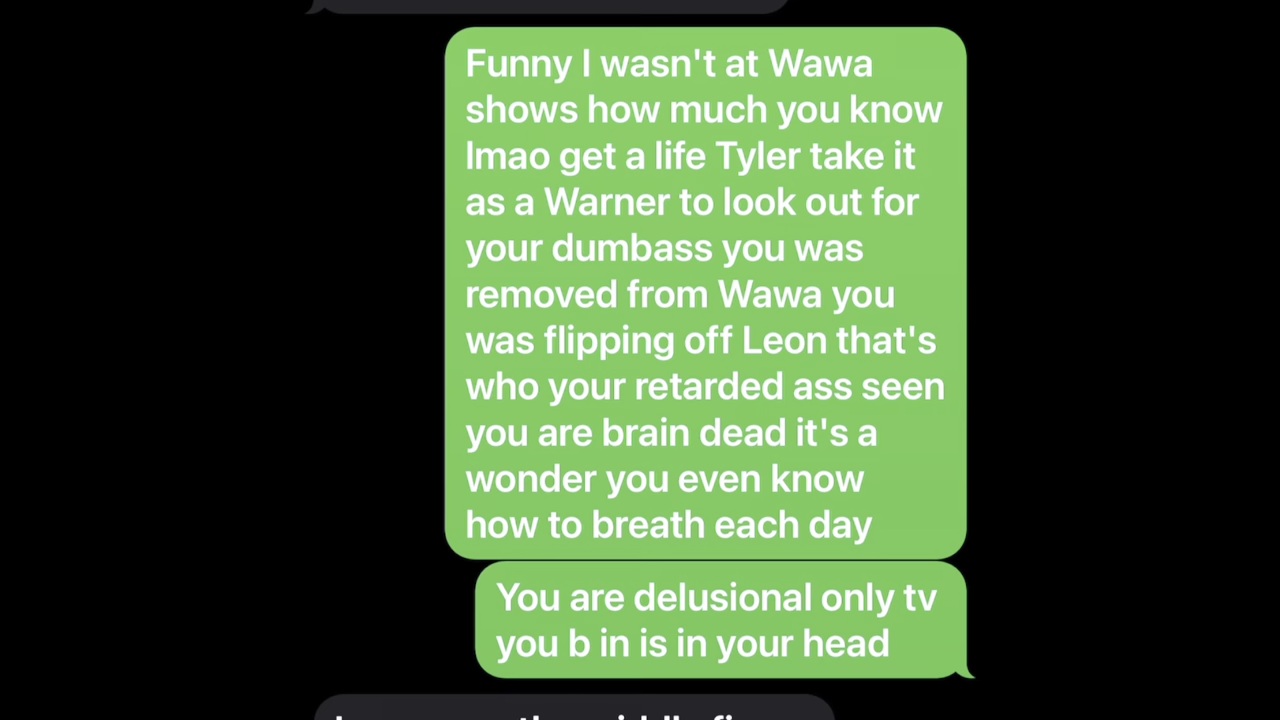 Funny I wasn't at Wawa
shows how much you know
lmao get a life Tyler take it
as a Warner to look out for
your dumbass you was
removed from Wawa you
was flipping off Leon that's
who your retarded ass seen
you are brain dead it's a
wonder you even know
how to breath each day
You are delusional only tv
you b in is in your head